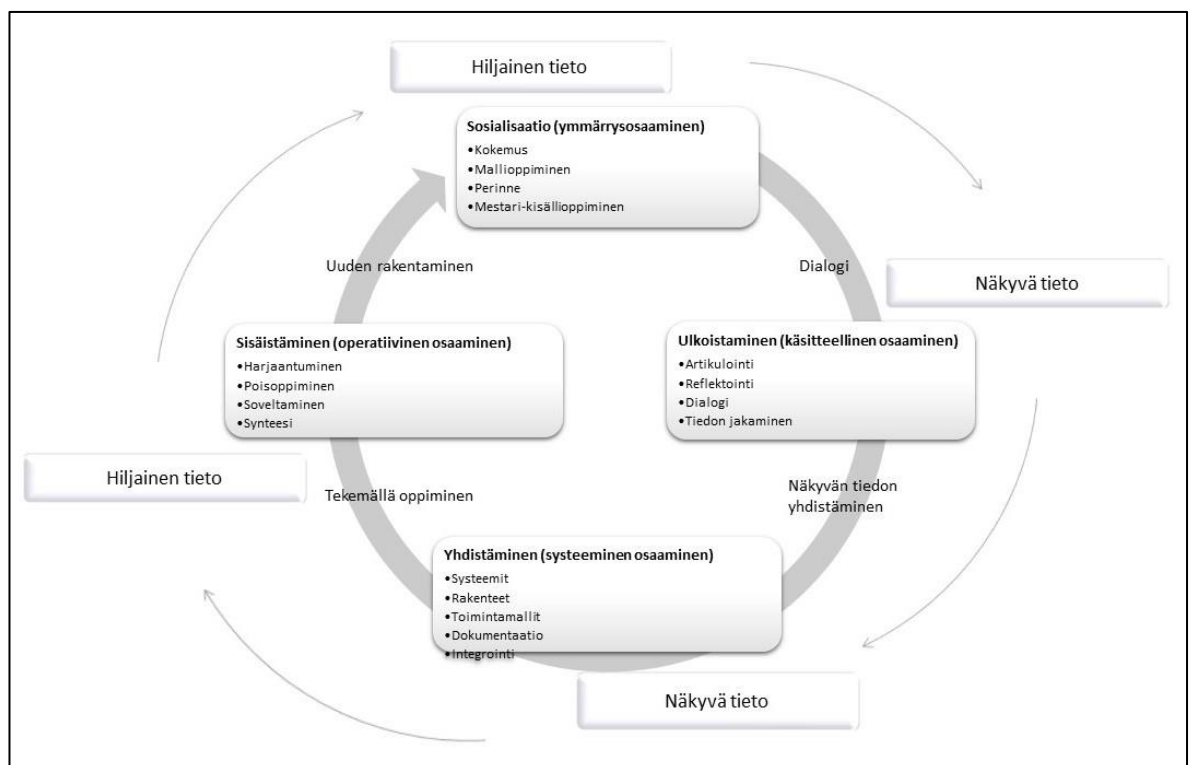 Hiljainen tieto
Sosialisaatio (ymmärrysosaaminen)
•Kokemus
•Mallioppiminen
•Perinne
•Mestari-kisällioppiminen
Uuden rakentaminen
Dialogi
Näkyvä tieto
Sisäistäminen (operatiivinen osaaminen)
•Harjaantuminen
•Poisoppiminen
•Soveltaminen
•Synteesi
Ulkoistaminen (käsitteellinen osaaminen)
•Artikulointi
•Reflektointi
•Dialogi
•Tiedon jakaminen
Hiljainen tieto
Tekemällä oppiminen
Näkyvän tiedon
yhdistäminen
Yhdistäminen (systeeminen osaaminen)
•Systeemit
•Rakenteet
•Toimintamallit
•Dokumentaatio
•Integrointi
Näkyvä tieto